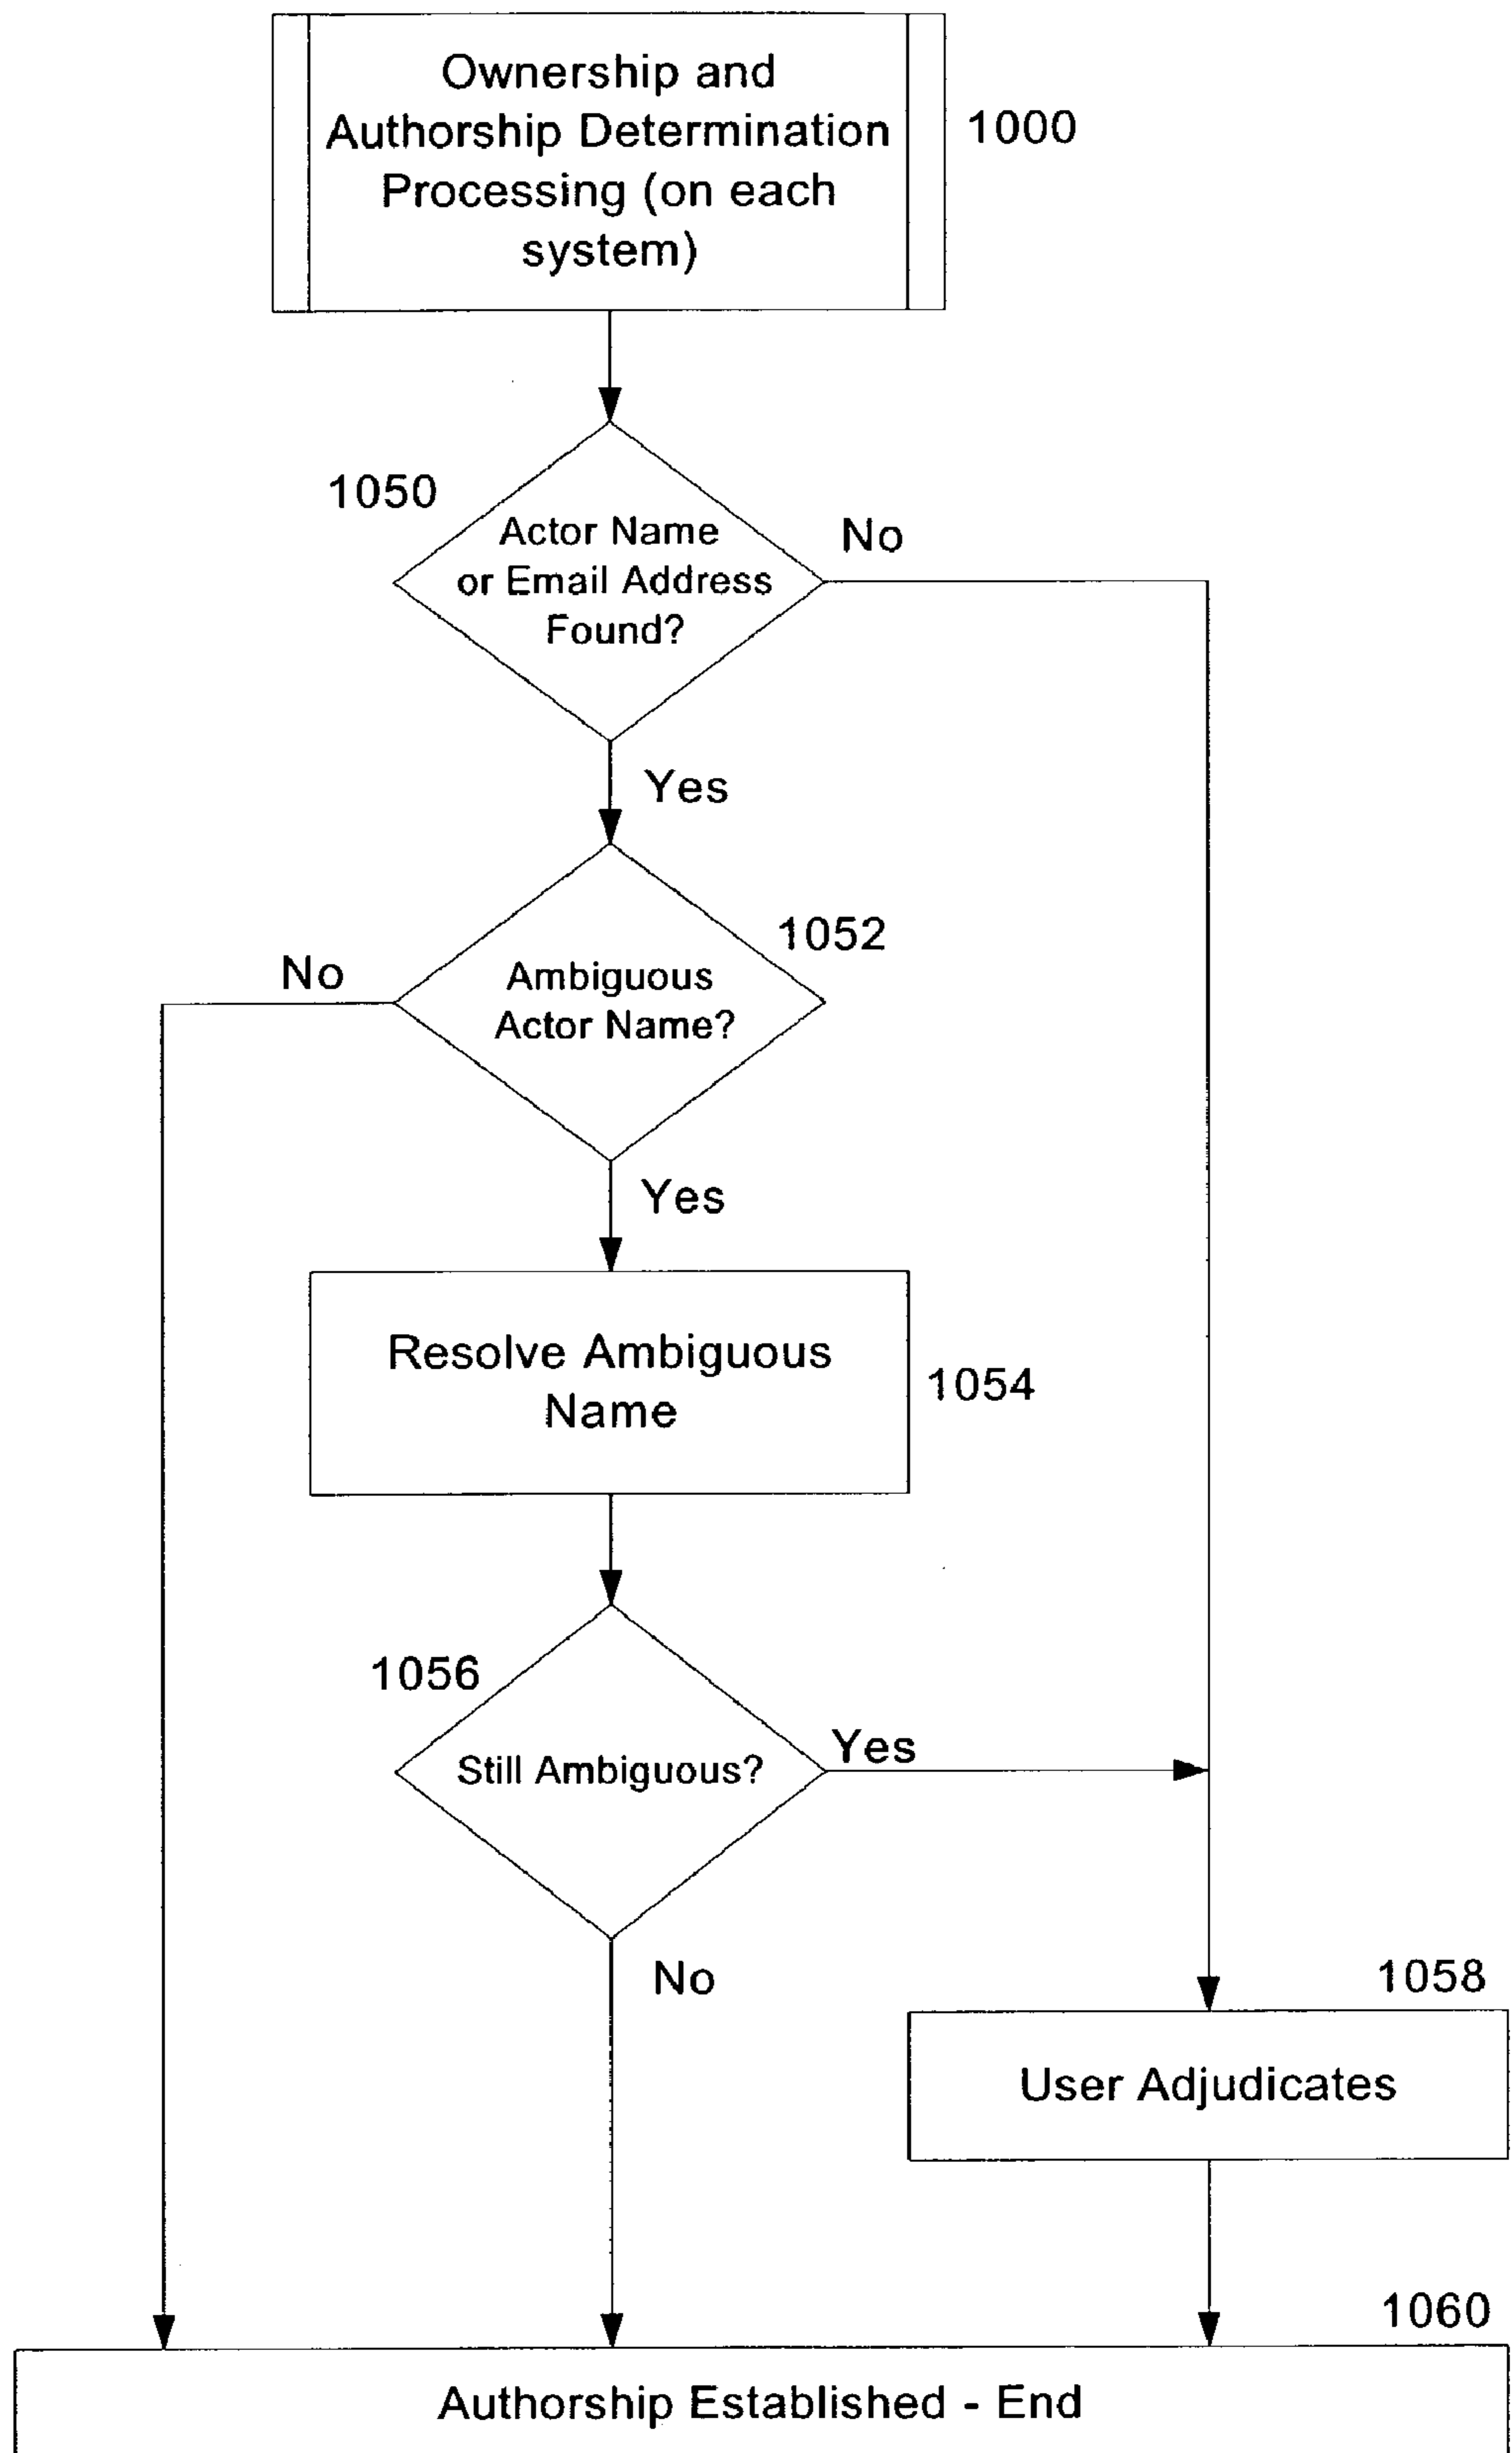 Ownership and
Authorship Determination
Processing (on each
system)
1000
1050
Actor Name
or Email Address
Found?
No
Yes
1052
No
Ambiguous
Actor Name?
Yes
Resolve Ambiguous
Name
1054
1056
Still Ambiguous?
Yes
No
1058
User Adjudicates
1060
Authorship Established - End